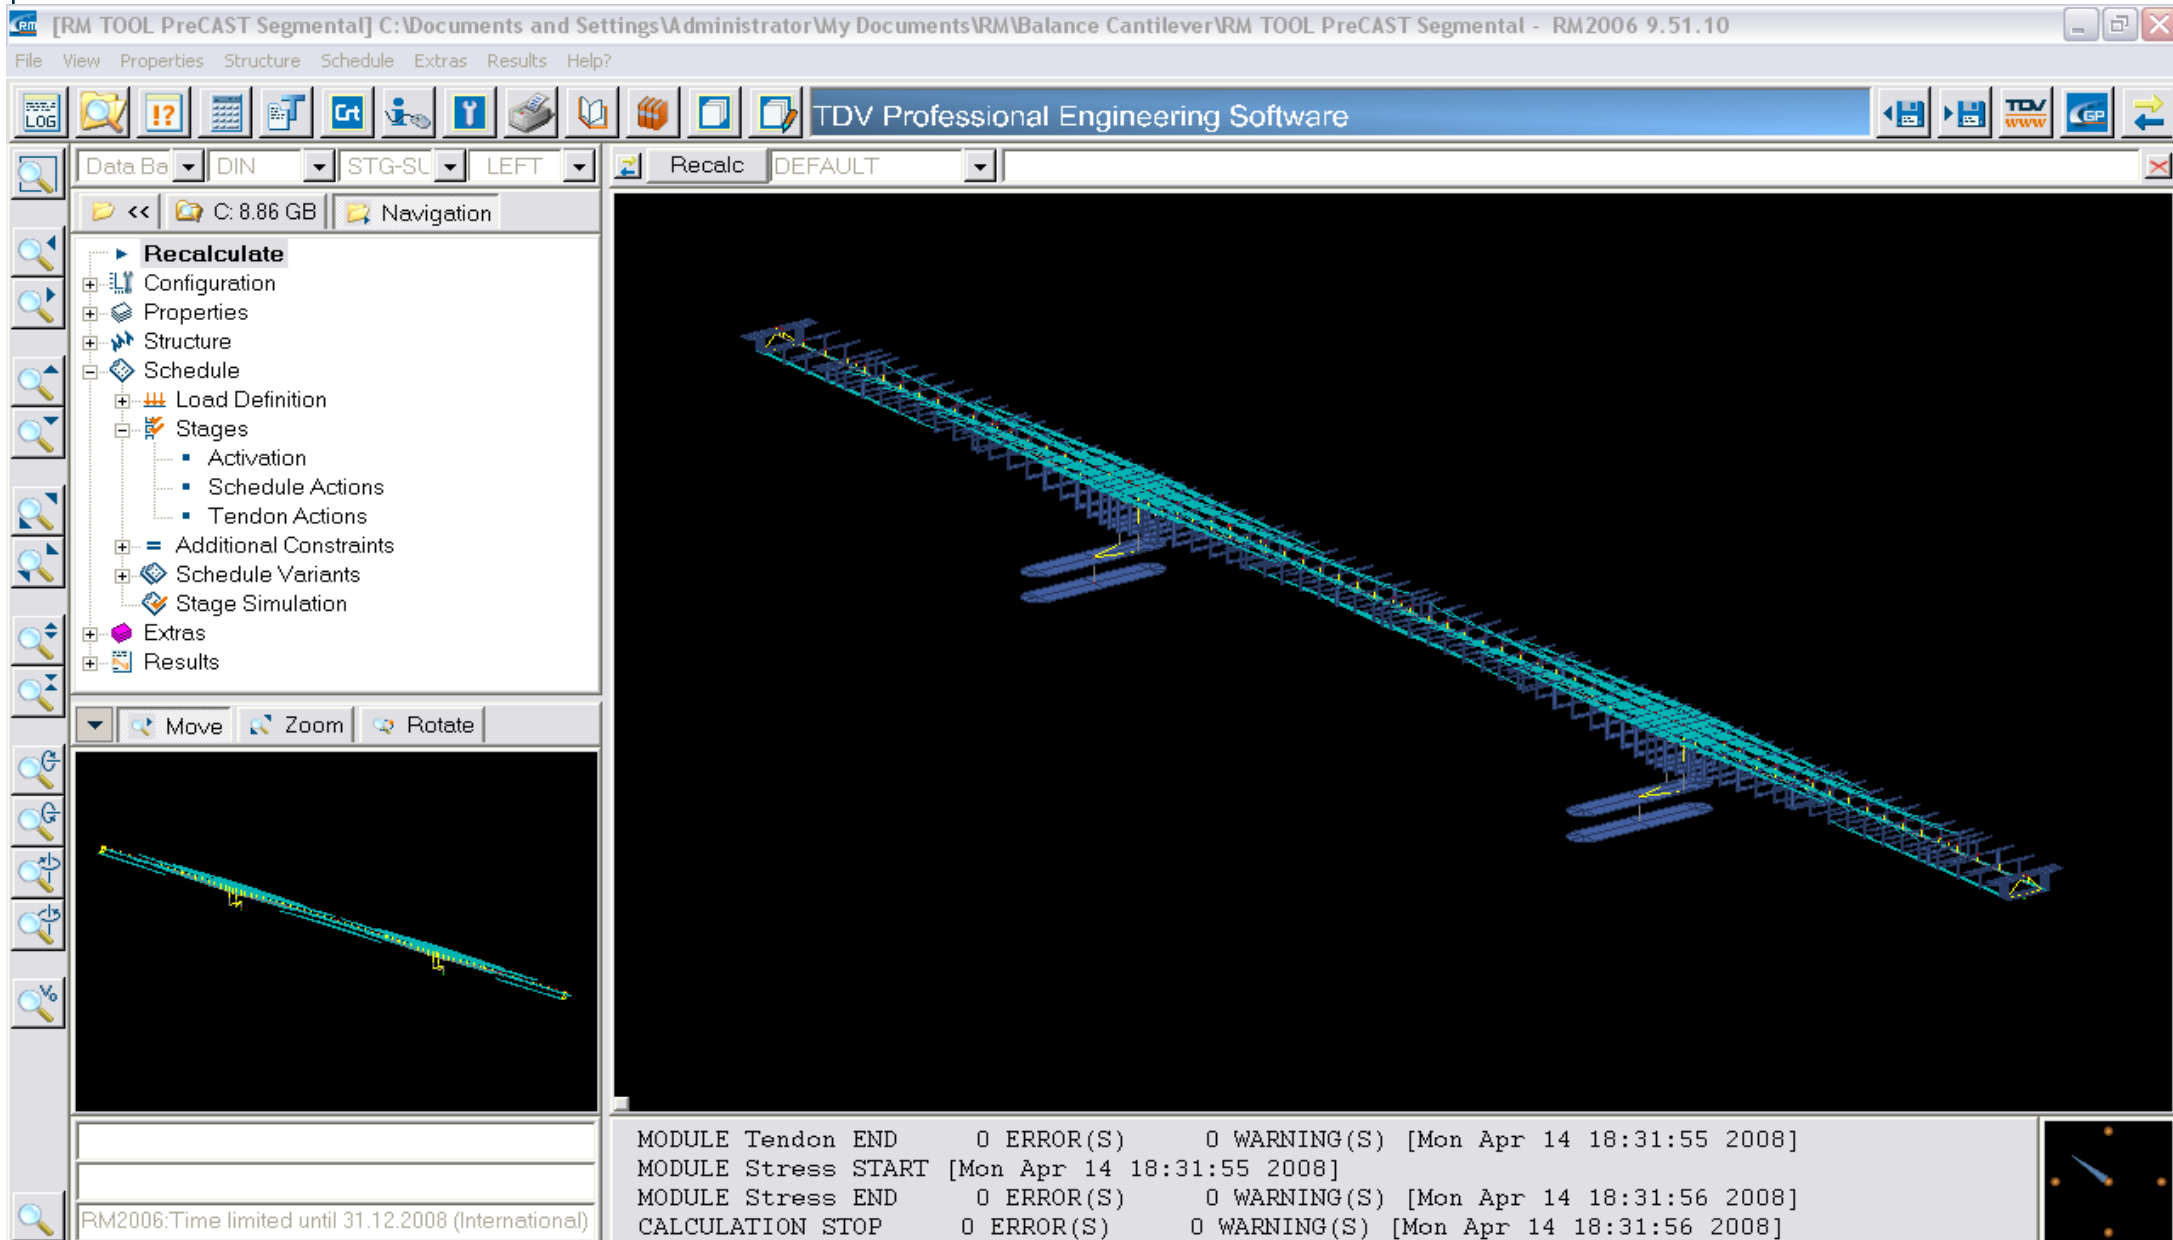 [RM TOOL PreCAST Segmental] C:\Documents and Settings\Administrator\My Documents\RM\Balance Cantilever\RM TOOL PreCAST Segmental - RM2006 9.51.10
File View Properties Structure Schedule Extras Results Help?
LOG !? Crt TDV Professional Engineering Software TDV WWW GP
Data Ba DIN STG-SU LEFT Recalc DEFAULT
<< C: 8.86 GB Navigation
Recalculate
Configuration
Properties
Structure
Schedule
Load Definition
Stages
Activation
Schedule Actions
Tendon Actions
Additional Constraints
Schedule Variants
Stage Simulation
Extras
Results
Move Zoom Rotate
MODULE Tendon END 0 ERROR(S) 0 WARNING(S) [Mon Apr 14 18:31:55 2008]
MODULE Stress START [Mon Apr 14 18:31:55 2008]
MODULE Stress END 0 ERROR(S) 0 WARNING(S) [Mon Apr 14 18:31:56 2008]
CALCULATION STOP 0 ERROR(S) 0 WARNING(S) [Mon Apr 14 18:31:56 2008]
RM2006:Time limited until 31.12.2008 (International)